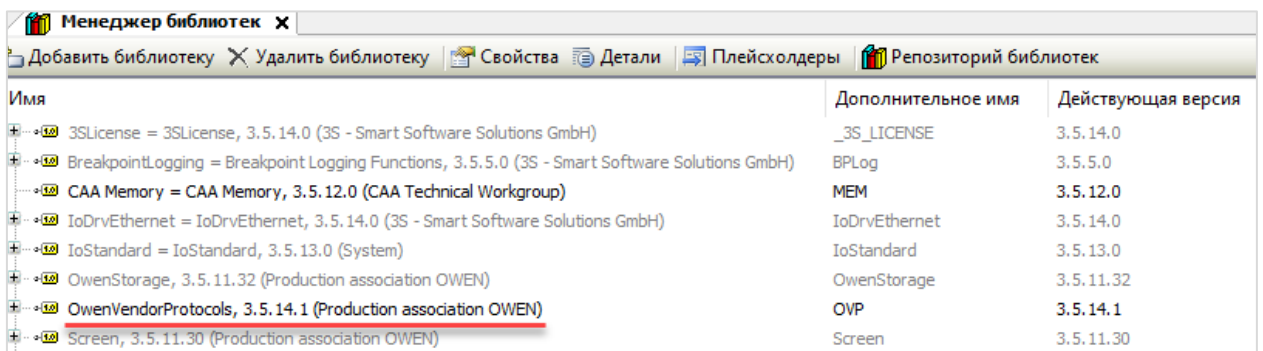 Менеджер библиотек x
Добавить библиотеку Удалить библиотеку Свойства Детали Плейсхолдеры Репозиторий библиотек
Имя Дополнительное имя Действующая версия
3SLicense = 3SLicense, 3.5.14.0 (3S - Smart Software Solutions GmbH) _3S_LICENSE 3.5.14.0
BreakpointLogging = Breakpoint Logging Functions, 3.5.5.0 (3S - Smart Software Solutions GmbH) BPLog 3.5.5.0
CAA Memory = CAA Memory, 3.5.12.0 (CAA Technical Workgroup) MEM 3.5.12.0
IoDrvEthernet = IoDrvEthernet, 3.5.14.0 (3S - Smart Software Solutions GmbH) IoDrvEthernet 3.5.14.0
IoStandard = IoStandard, 3.5.13.0 (System) IoStandard 3.5.13.0
OwenStorage, 3.5.11.32 (Production association OWEN) OwenStorage 3.5.11.32
OwenVendorProtocols, 3.5.14.1 (Production association OWEN) OVP 3.5.14.1
Screen, 3.5.11.30 (Production association OWEN) Screen 3.5.11.30